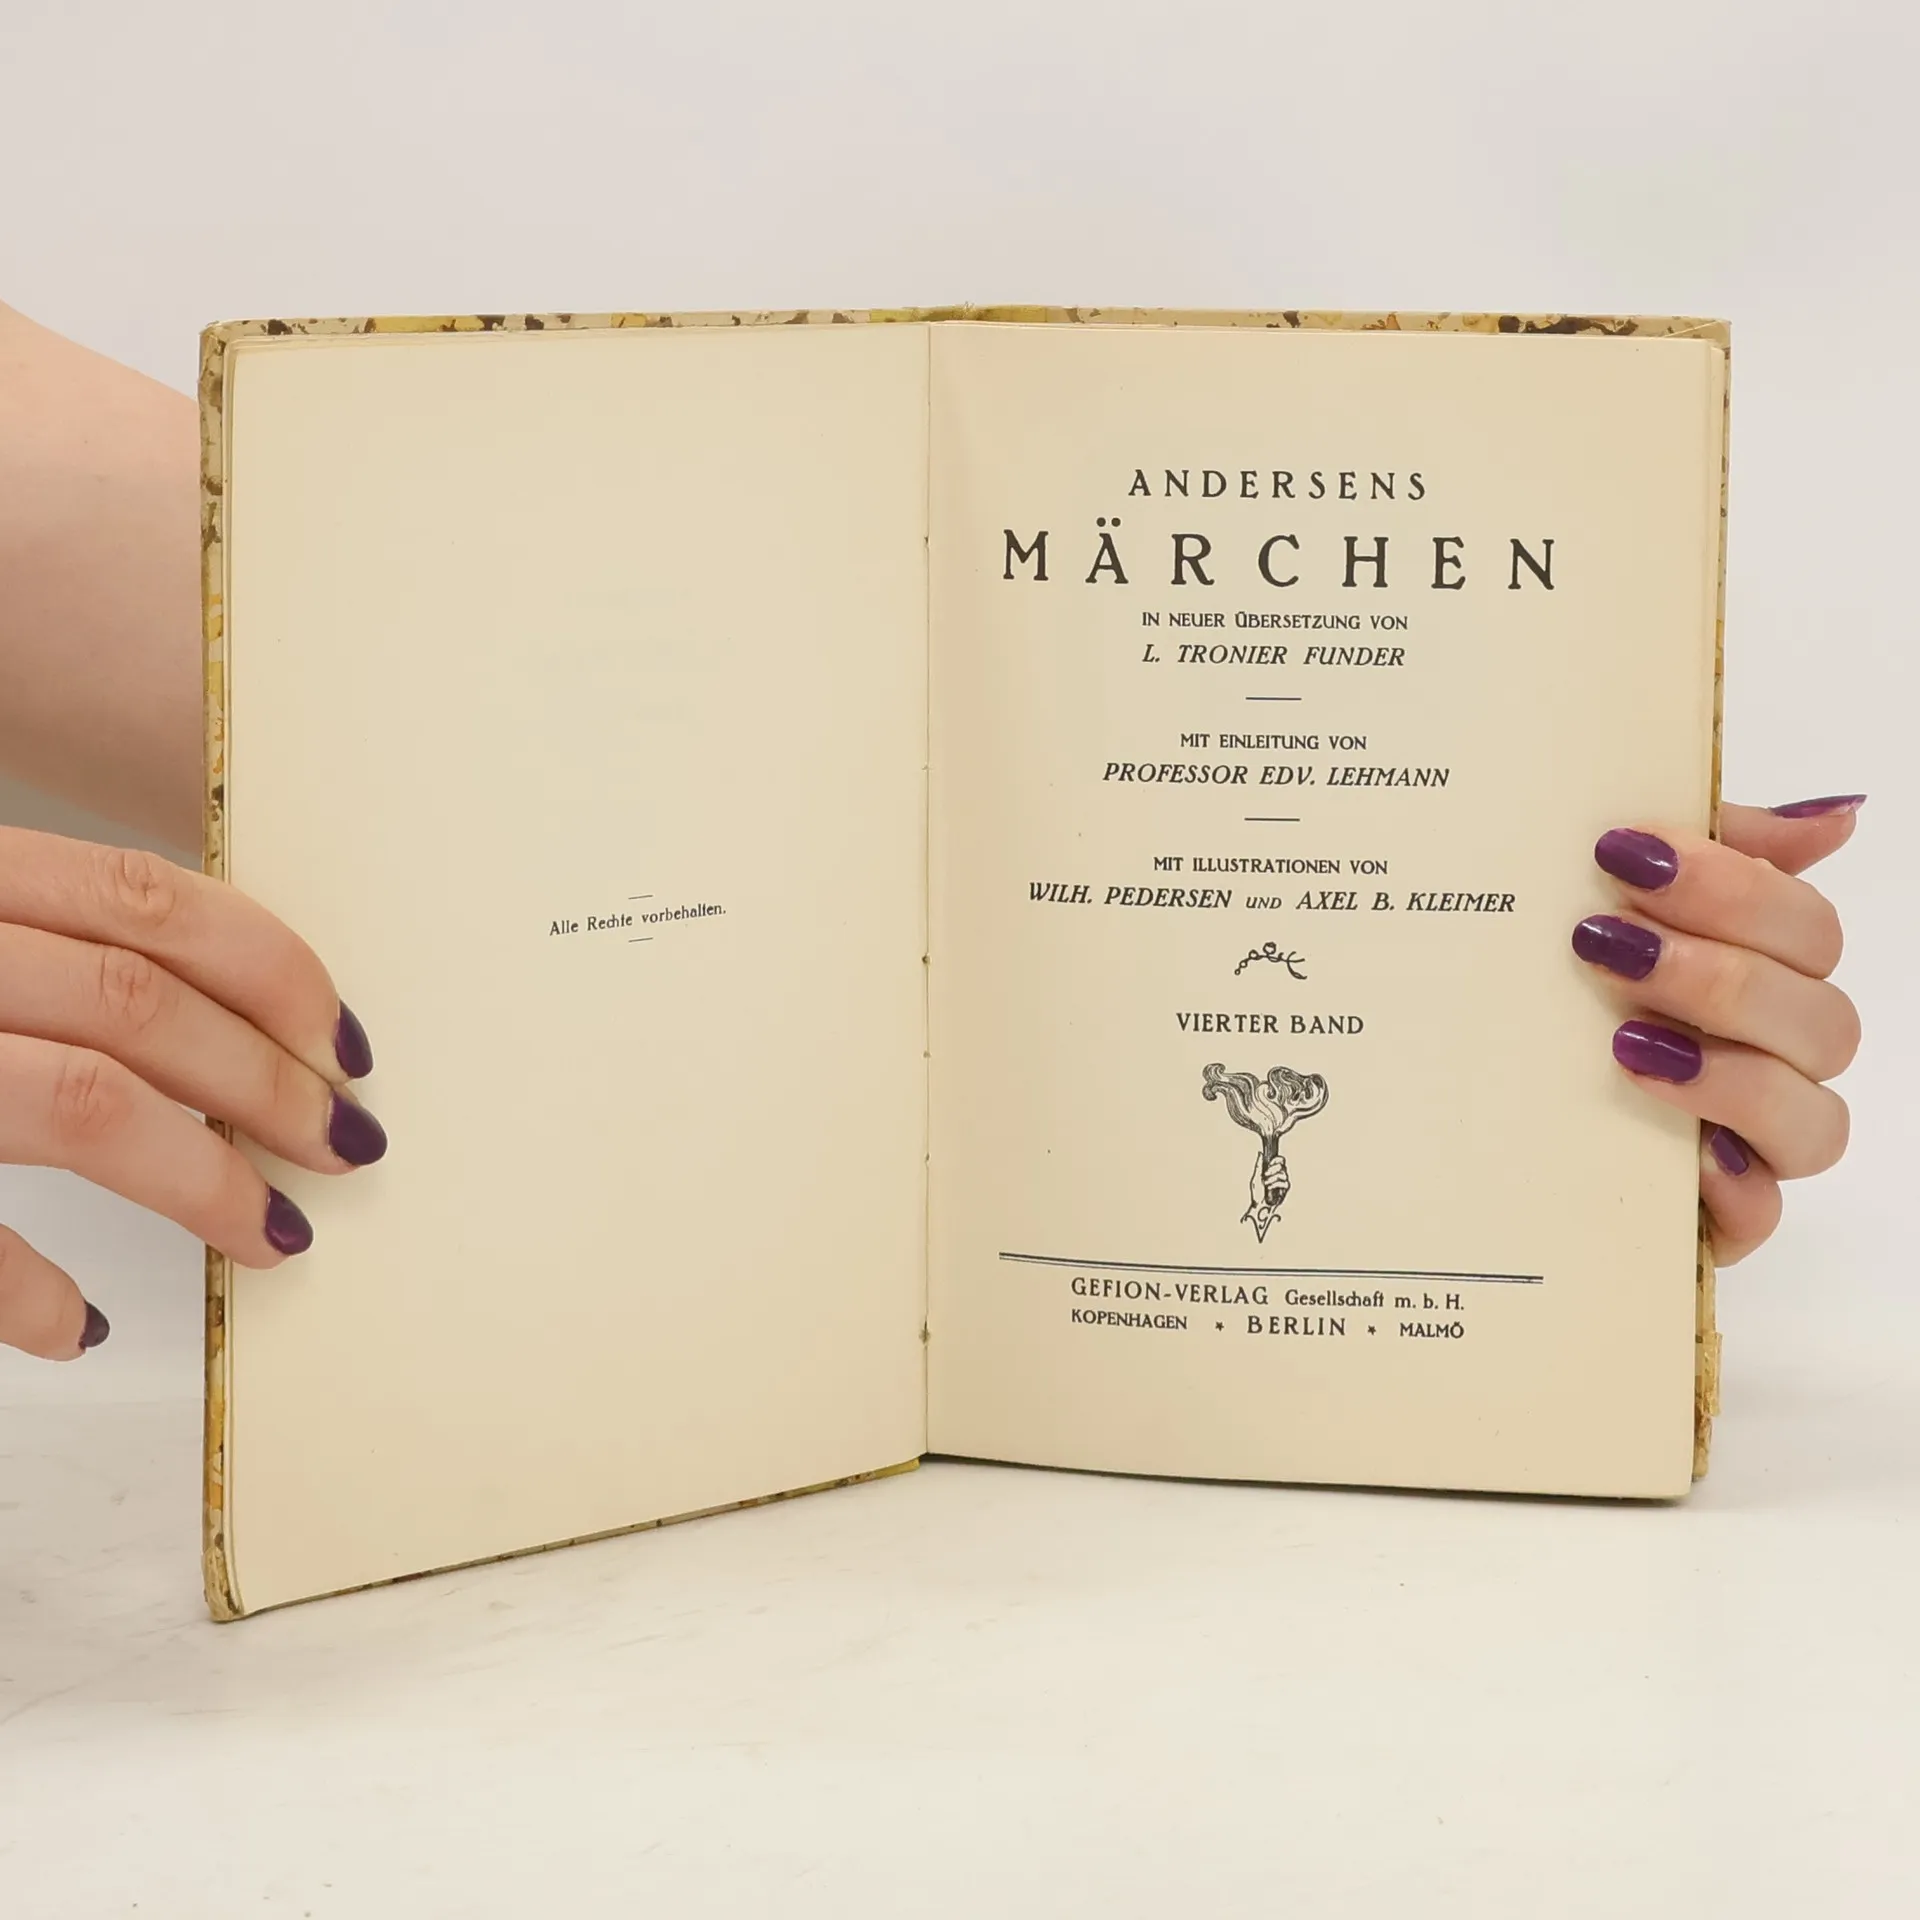 Alle Rechte vorbehalten.
ANDERSENS
MÄRCHEN
IN NEUER ÜBERSETZUNG VON
L. TRONIER FUNDER
MIT EINLEITUNG VON
PROFESSOR EDV. LEHMANN
MIT ILLUSTRATIONEN VON
WILH. PEDERSEN UND AXEL B. KLEIMER
VIERTER BAND
GV
GEFION-VERLAG Gesellschaft m. b. H.
KOPENHAGEN * BERLIN * MALMÖ